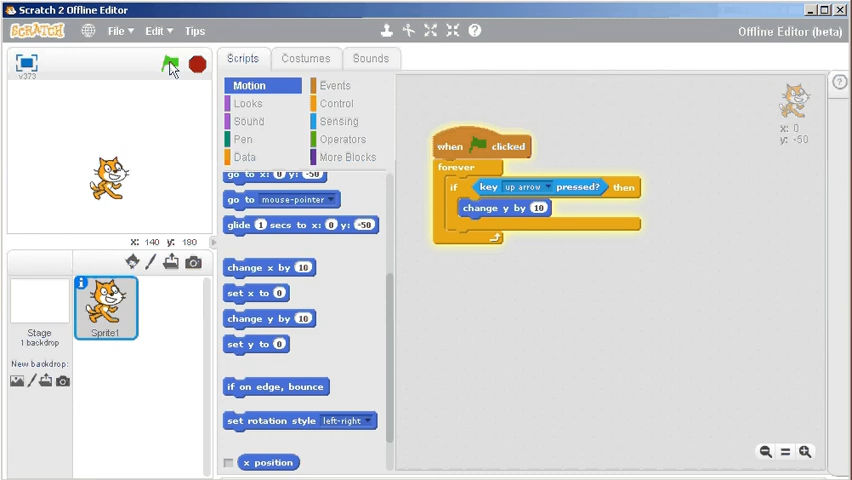 Scratch 2 Offline Editor
SCRATCH
File
Edit
Tips
Offline Editor (beta)
v373
Scripts
Costumes
Sounds
Motion
Events
Looks
Control
Sound
Sensing
Pen
Operators
Data
More Blocks
go to x: 0 y: -50
go to mouse-pointer
glide 1 secs to x: 0 y: -50
change x by 10
set x to 0
change y by 10
set y to 0
if on edge, bounce
set rotation style left-right
x position
when clicked
forever
if key up arrow pressed? then
change y by 10
x: 0
y: -50
x: 140 y: 180
Stage
1 backdrop
New backdrop:
Sprite1